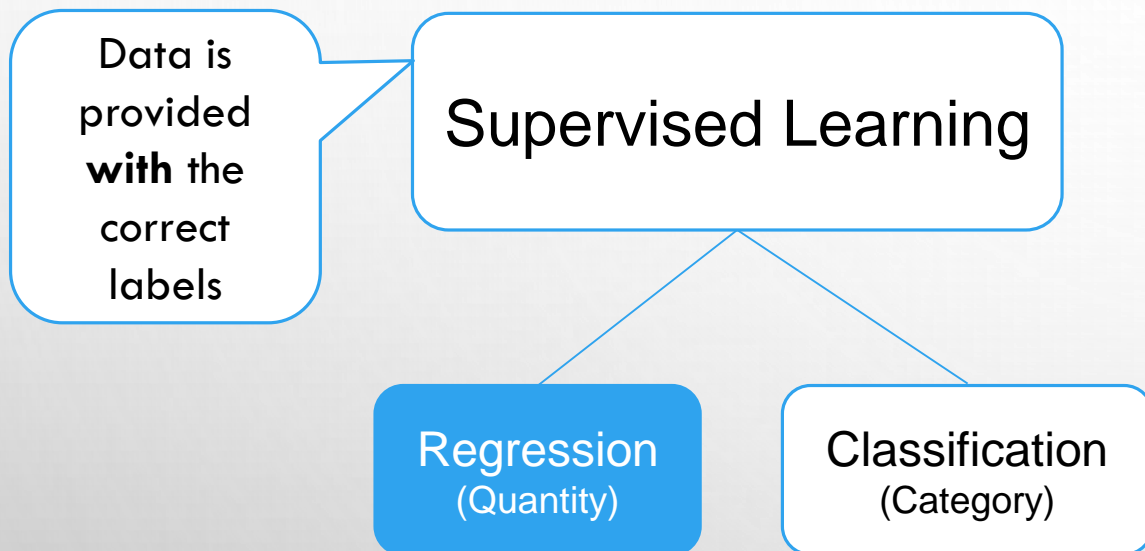 Data is
provided
with the
correct
labels
Supervised Learning
Regression
(Quantity)
Classification
(Category)